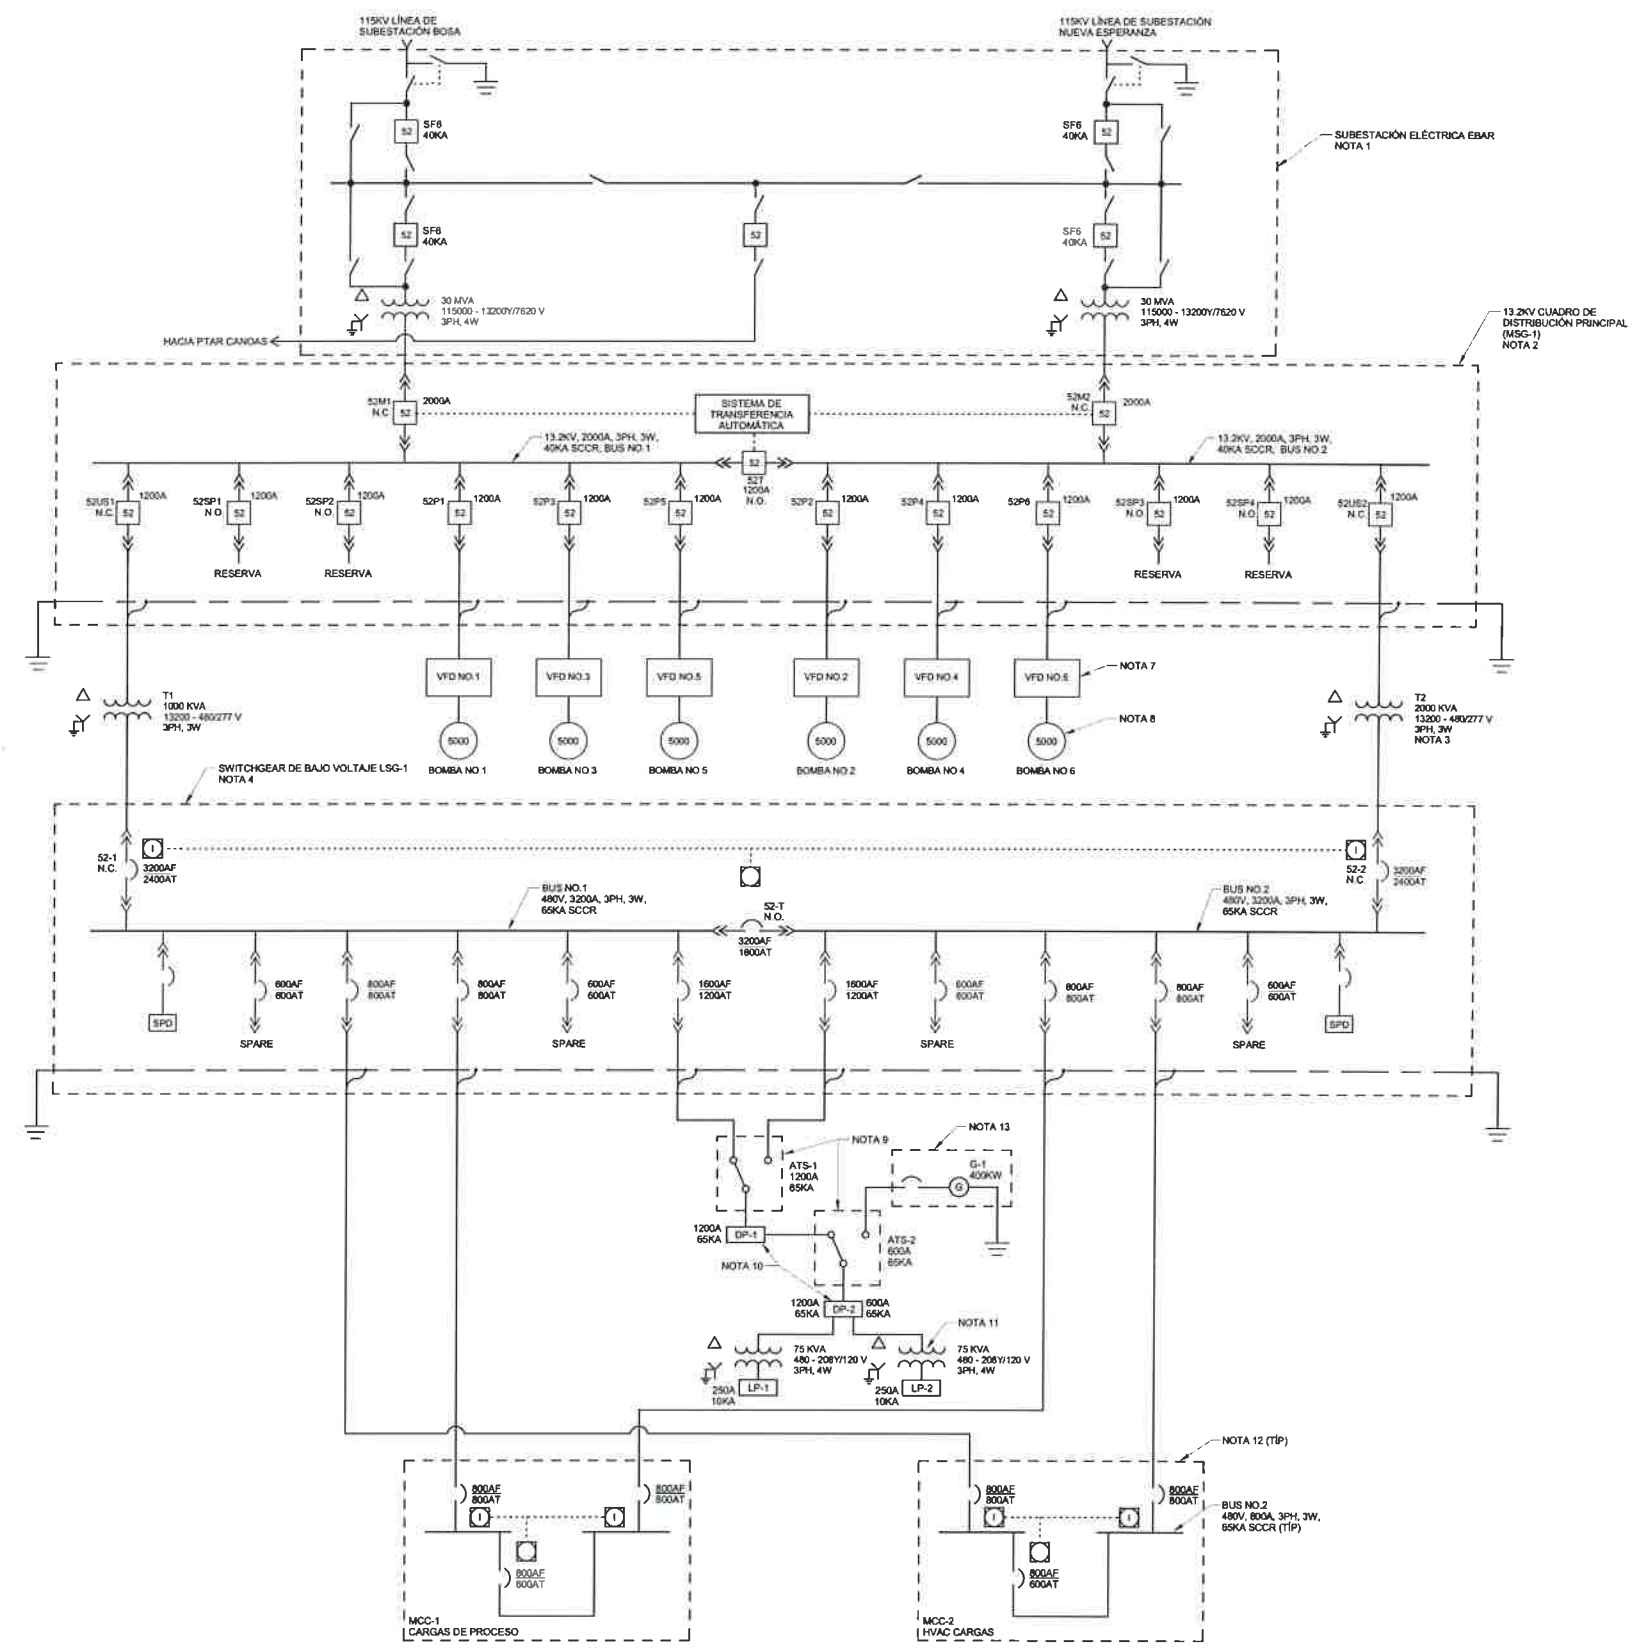 115KV LÍNEA DE
SUBESTACIÓN BOSA
115KV LÍNEA DE SUBESTACIÓN
NUEVA ESPERANZA
52
SF6
40KA
SF6
40KA
52
SUBESTACIÓN ELÉCTRICA EBAR
NOTA 1
52
SF6
40KA
52
SF6
40KA
52
30 MVA
115000 - 13200Y/7620 V
3PH, 4W
30 MVA
115000 - 13200Y/7620 V
3PH, 4W
HACIA PTAR CANOAS
13.2KV CUADRO DE
DISTRIBUCIÓN PRINCIPAL
(MSG-1)
NOTA 2
52M1
N.C.
52
2000A
SISTEMA DE
TRANSFERENCIA
AUTOMÁTICA
52M2
N.C.
52
2000A
13.2KV, 2000A, 3PH, 3W,
40KA SCCR, BUS NO.1
13.2KV, 2000A, 3PH, 3W,
40KA SCCR, BUS NO.2
52
52T
1200A
N.O.
52US1
N.C.
52
1200A
52SP1
N.O.
52
1200A
52SP2
N.O.
52
1200A
52P1
52
1200A
52P3
52
1200A
52P5
52
1200A
52P2
52
1200A
52P4
52
1200A
52P6
52
1200A
52SP3
N.O.
52
1200A
52SP4
N.O.
52
1200A
52US2
N.C.
52
1200A
RESERVA
RESERVA
RESERVA
RESERVA
VFD NO.1
VFD NO.3
VFD NO.5
VFD NO.2
VFD NO.4
VFD NO.6
NOTA 7
T1
1000 KVA
13200 - 480/277 V
3PH, 3W
T2
2000 KVA
13200 - 480/277 V
3PH, 3W
NOTA 3
5000
5000
5000
5000
5000
5000
NOTA 8
BOMBA NO 1
BOMBA NO 3
BOMBA NO 5
BOMBA NO 2
BOMBA NO 4
BOMBA NO 6
SWITCHGEAR DE BAJO VOLTAJE LSG-1
NOTA 4
52-1
N.C.
3200AF
2400AT
I
I
52-2
N.C.
3200AF
2400AT
BUS NO.1
480V, 3200A, 3PH, 3W,
65KA SCCR
52-T
N.O.
3200AF
1600AT
BUS NO.2
480V, 3200A, 3PH, 3W,
65KA SCCR
SPD
600AF
600AT
800AF
800AT
800AF
800AT
600AF
600AT
1600AF
1200AT
1600AF
1200AT
600AF
600AT
800AF
800AT
800AF
800AT
600AF
600AT
SPD
SPARE
SPARE
SPARE
SPARE
NOTA 9
NOTA 13
ATS-1
1200A
65KA
G-1
400KW
G
1200A
65KA
DP-1
ATS-2
600A
65KA
NOTA 10
1200A
65KA
DP-2
600A
65KA
NOTA 11
75 KVA
480 - 208Y/120 V
3PH, 4W
75 KVA
480 - 208Y/120 V
3PH, 4W
250A
10KA
LP-1
250A
10KA
LP-2
NOTA 12 (TÍP)
800AF
800AT
800AF
800AT
I
I
800AF
600AT
MCC-1
CARGAS DE PROCESO
800AF
800AT
800AF
800AT
I
I
BUS NO.2
480V, 800A, 3PH, 3W,
65KA SCCR (TÍP)
800AF
600AT
MCC-2
HVAC CARGAS